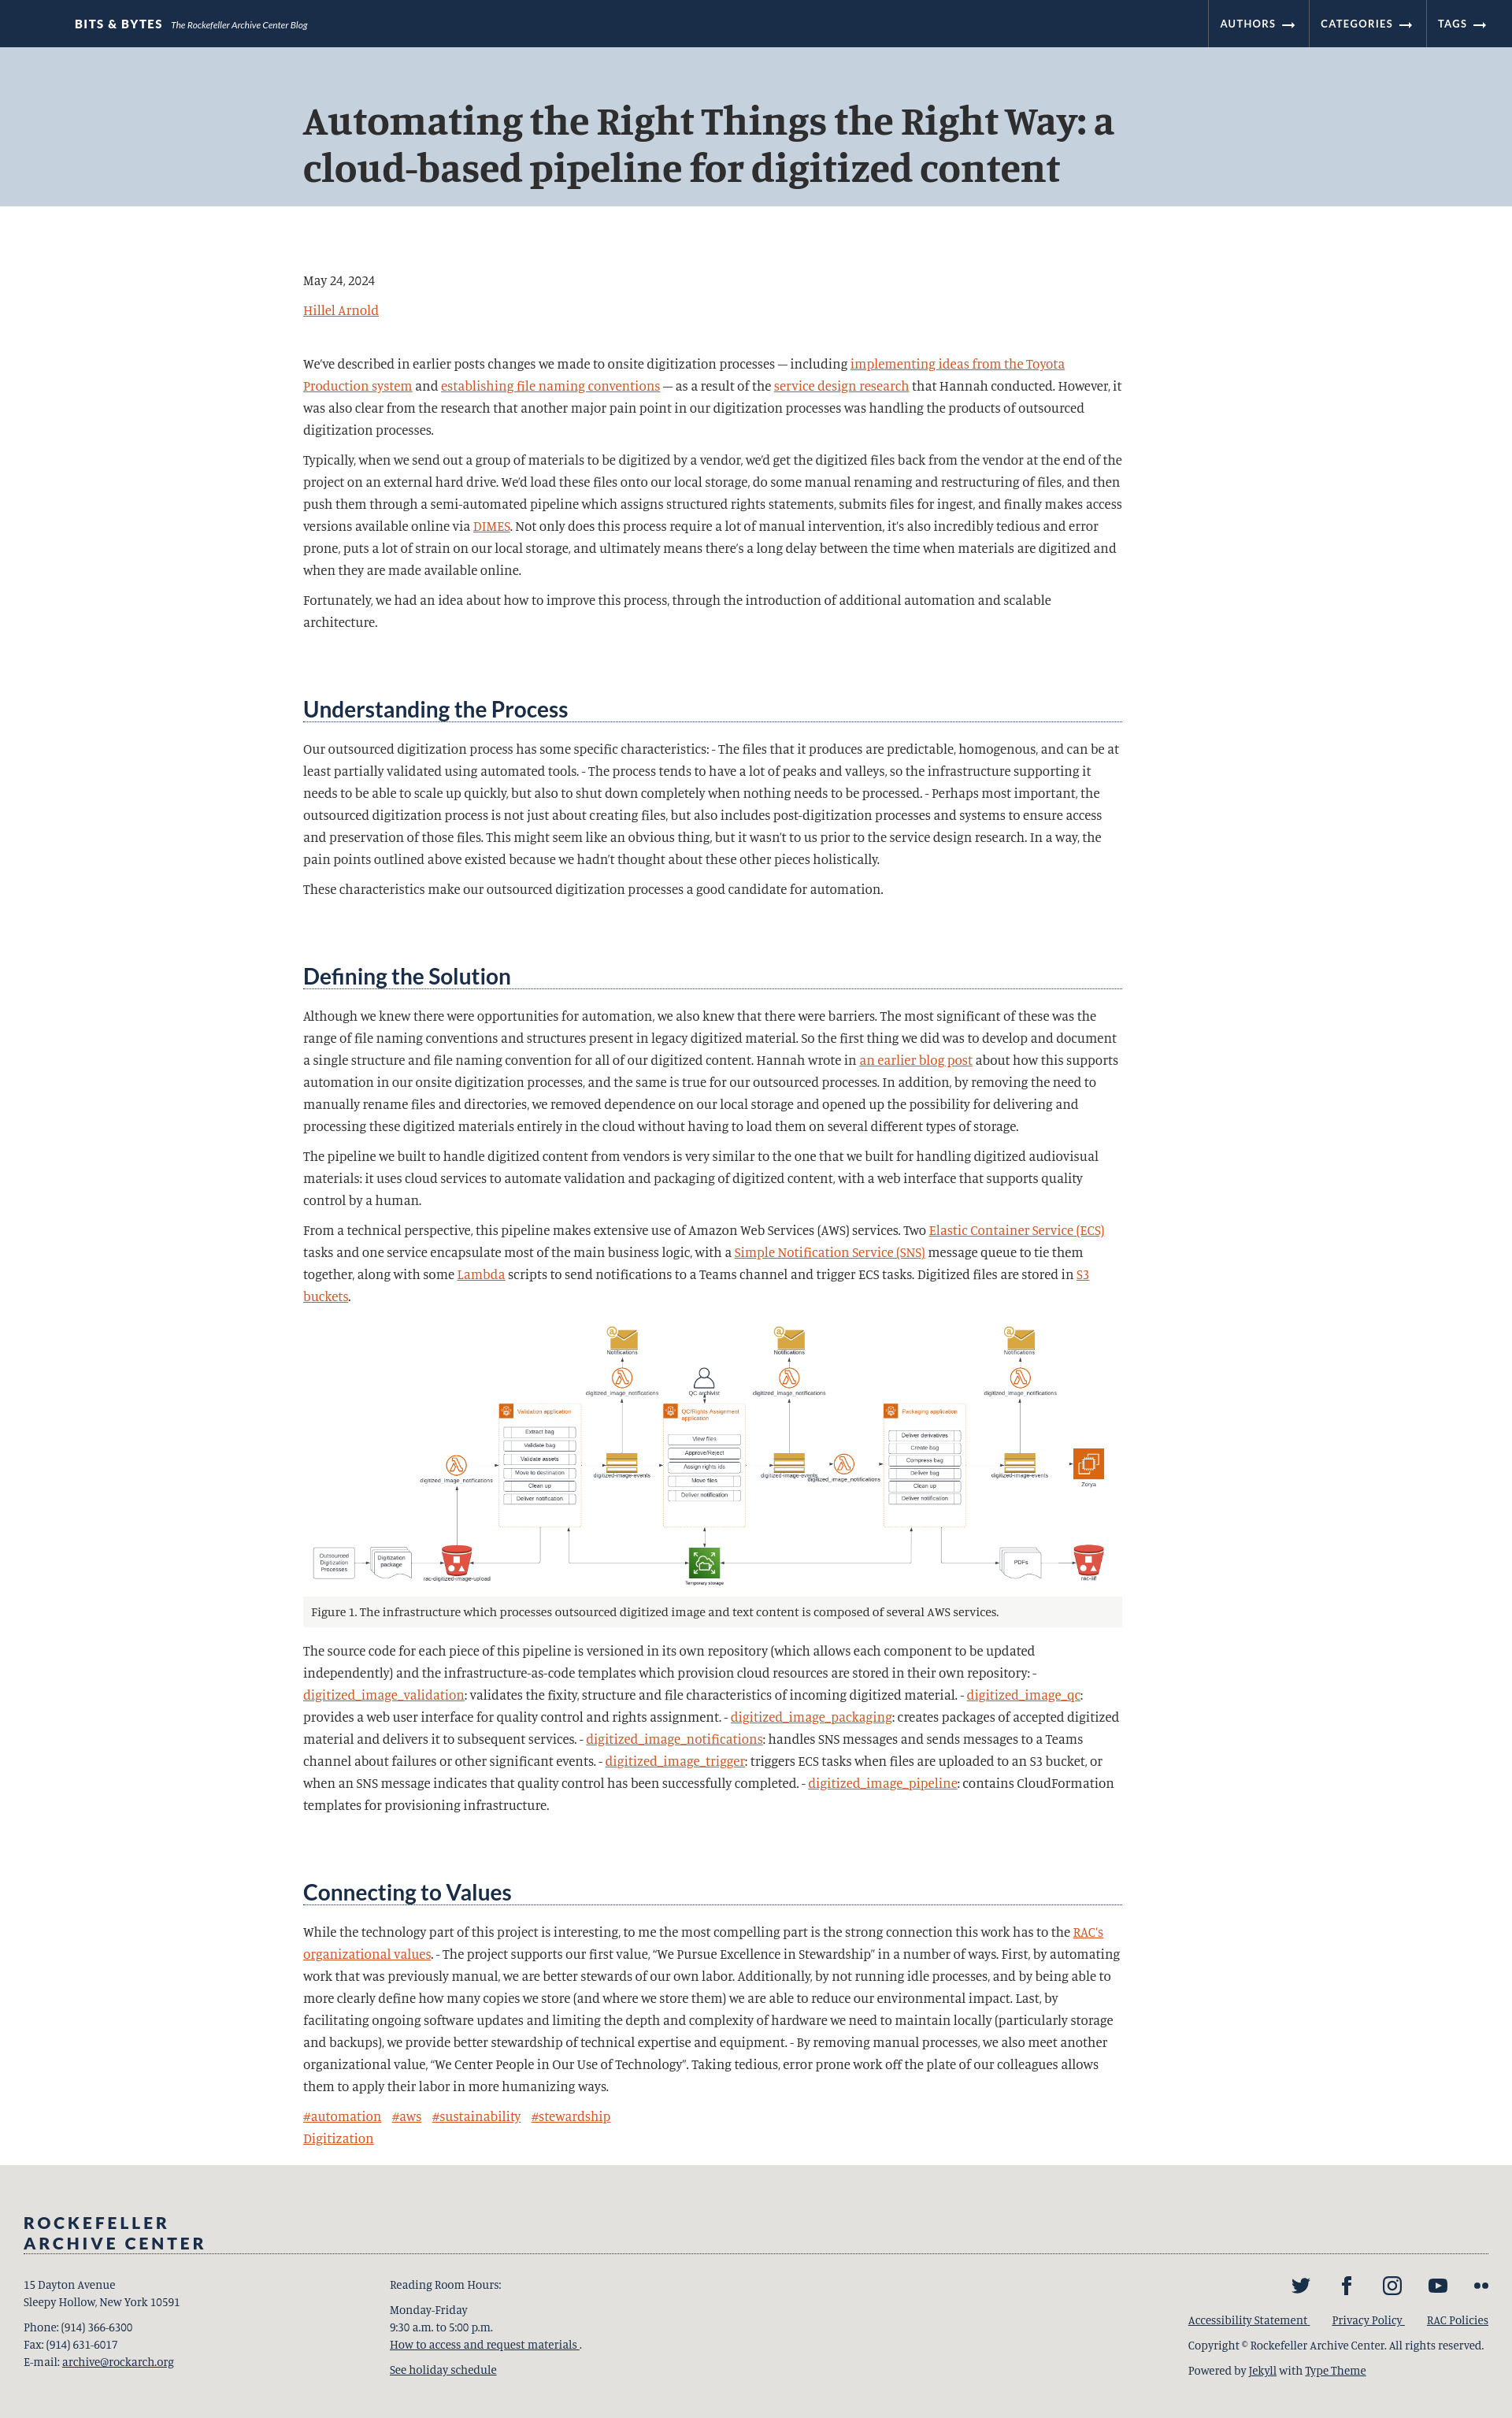 BITS & BYTES The Rockefeller Archive Center Blog
AUTHORS
CATEGORIES
TAGS
Automating the Right Things the Right Way: a
cloud-based pipeline for digitized content
May 24, 2024
Hillel Arnold
We’ve described in earlier posts changes we made to onsite digitization processes — including implementing ideas from the Toyota
Production system and establishing file naming conventions — as a result of the service design research that Hannah conducted. However, it
was also clear from the research that another major pain point in our digitization processes was handling the products of outsourced
digitization processes.
Typically, when we send out a group of materials to be digitized by a vendor, we’d get the digitized files back from the vendor at the end of the
project on an external hard drive. We’d load these files onto our local storage, do some manual renaming and restructuring of files, and then
push them through a semi-automated pipeline which assigns structured rights statements, submits files for ingest, and finally makes access
versions available online via DIMES. Not only does this process require a lot of manual intervention, it’s also incredibly tedious and error
prone, puts a lot of strain on our local storage, and ultimately means there’s a long delay between the time when materials are digitized and
when they are made available online.
Fortunately, we had an idea about how to improve this process, through the introduction of additional automation and scalable
architecture.
Understanding the Process
Our outsourced digitization process has some specific characteristics: - The files that it produces are predictable, homogenous, and can be at
least partially validated using automated tools. - The process tends to have a lot of peaks and valleys, so the infrastructure supporting it
needs to be able to scale up quickly, but also to shut down completely when nothing needs to be processed. - Perhaps most important, the
outsourced digitization process is not just about creating files, but also includes post-digitization processes and systems to ensure access
and preservation of those files. This might seem like an obvious thing, but it wasn’t to us prior to the service design research. In a way, the
pain points outlined above existed because we hadn’t thought about these other pieces holistically.
These characteristics make our outsourced digitization processes a good candidate for automation.
Defining the Solution
Although we knew there were opportunities for automation, we also knew that there were barriers. The most significant of these was the
range of file naming conventions and structures present in legacy digitized material. So the first thing we did was to develop and document
a single structure and file naming convention for all of our digitized content. Hannah wrote in an earlier blog post about how this supports
automation in our onsite digitization processes, and the same is true for our outsourced processes. In addition, by removing the need to
manually rename files and directories, we removed dependence on our local storage and opened up the possibility for delivering and
processing these digitized materials entirely in the cloud without having to load them on several different types of storage.
The pipeline we built to handle digitized content from vendors is very similar to the one that we built for handling digitized audiovisual
materials: it uses cloud services to automate validation and packaging of digitized content, with a web interface that supports quality
control by a human.
From a technical perspective, this pipeline makes extensive use of Amazon Web Services (AWS) services. Two Elastic Container Service (ECS)
tasks and one service encapsulate most of the main business logic, with a Simple Notification Service (SNS) message queue to tie them
together, along with some Lambda scripts to send notifications to a Teams channel and trigger ECS tasks. Digitized files are stored in S3
buckets.
Notifications
Notifications
Notifications
digitized_image_notifications
QC archivist
digitized_image_notifications
digitized_image_notifications
Validation application
Extract bag
Validate bag
Validate assets
Move to destination
Clean up
Deliver notification
QC/Rights Assignment
application
View files
Approve/Reject
Assign rights ids
Move files
Deliver notification
Packaging application
Deliver derivatives
Create bag
Compress bag
Deliver bag
Clean up
Deliver notification
digitized_image_notifications
digitized-image-events
digitized-image-events
digitized_image_notifications
digitized-image-events
Zorya
Outsourced
Digitization
Processes
Digitization
package
rac-digitized-image-upload
Temporary storage
PDFs
rac-iiif
Figure 1. The infrastructure which processes outsourced digitized image and text content is composed of several AWS services.
The source code for each piece of this pipeline is versioned in its own repository (which allows each component to be updated
independently) and the infrastructure-as-code templates which provision cloud resources are stored in their own repository: -
digitized_image_validation: validates the fixity, structure and file characteristics of incoming digitized material. - digitized_image_qc:
provides a web user interface for quality control and rights assignment. - digitized_image_packaging: creates packages of accepted digitized
material and delivers it to subsequent services. - digitized_image_notifications: handles SNS messages and sends messages to a Teams
channel about failures or other significant events. - digitized_image_trigger: triggers ECS tasks when files are uploaded to an S3 bucket, or
when an SNS message indicates that quality control has been successfully completed. - digitized_image_pipeline: contains CloudFormation
templates for provisioning infrastructure.
Connecting to Values
While the technology part of this project is interesting, to me the most compelling part is the strong connection this work has to the RAC’s
organizational values. - The project supports our first value, “We Pursue Excellence in Stewardship” in a number of ways. First, by automating
work that was previously manual, we are better stewards of our own labor. Additionally, by not running idle processes, and by being able to
more clearly define how many copies we store (and where we store them) we are able to reduce our environmental impact. Last, by
facilitating ongoing software updates and limiting the depth and complexity of hardware we need to maintain locally (particularly storage
and backups), we provide better stewardship of technical expertise and equipment. - By removing manual processes, we also meet another
organizational value, “We Center People in Our Use of Technology”. Taking tedious, error prone work off the plate of our colleagues allows
them to apply their labor in more humanizing ways.
#automation #aws #sustainability #stewardship
Digitization
ROCKEFELLER
ARCHIVE CENTER
15 Dayton Avenue
Sleepy Hollow, New York 10591
Phone: (914) 366-6300
Fax: (914) 631-6017
E-mail: archive@rockarch.org
Reading Room Hours:
Monday-Friday
9:30 a.m. to 5:00 p.m.
How to access and request materials .
See holiday schedule
Accessibility Statement Privacy Policy RAC Policies
Copyright © Rockefeller Archive Center. All rights reserved.
Powered by Jekyll with Type Theme